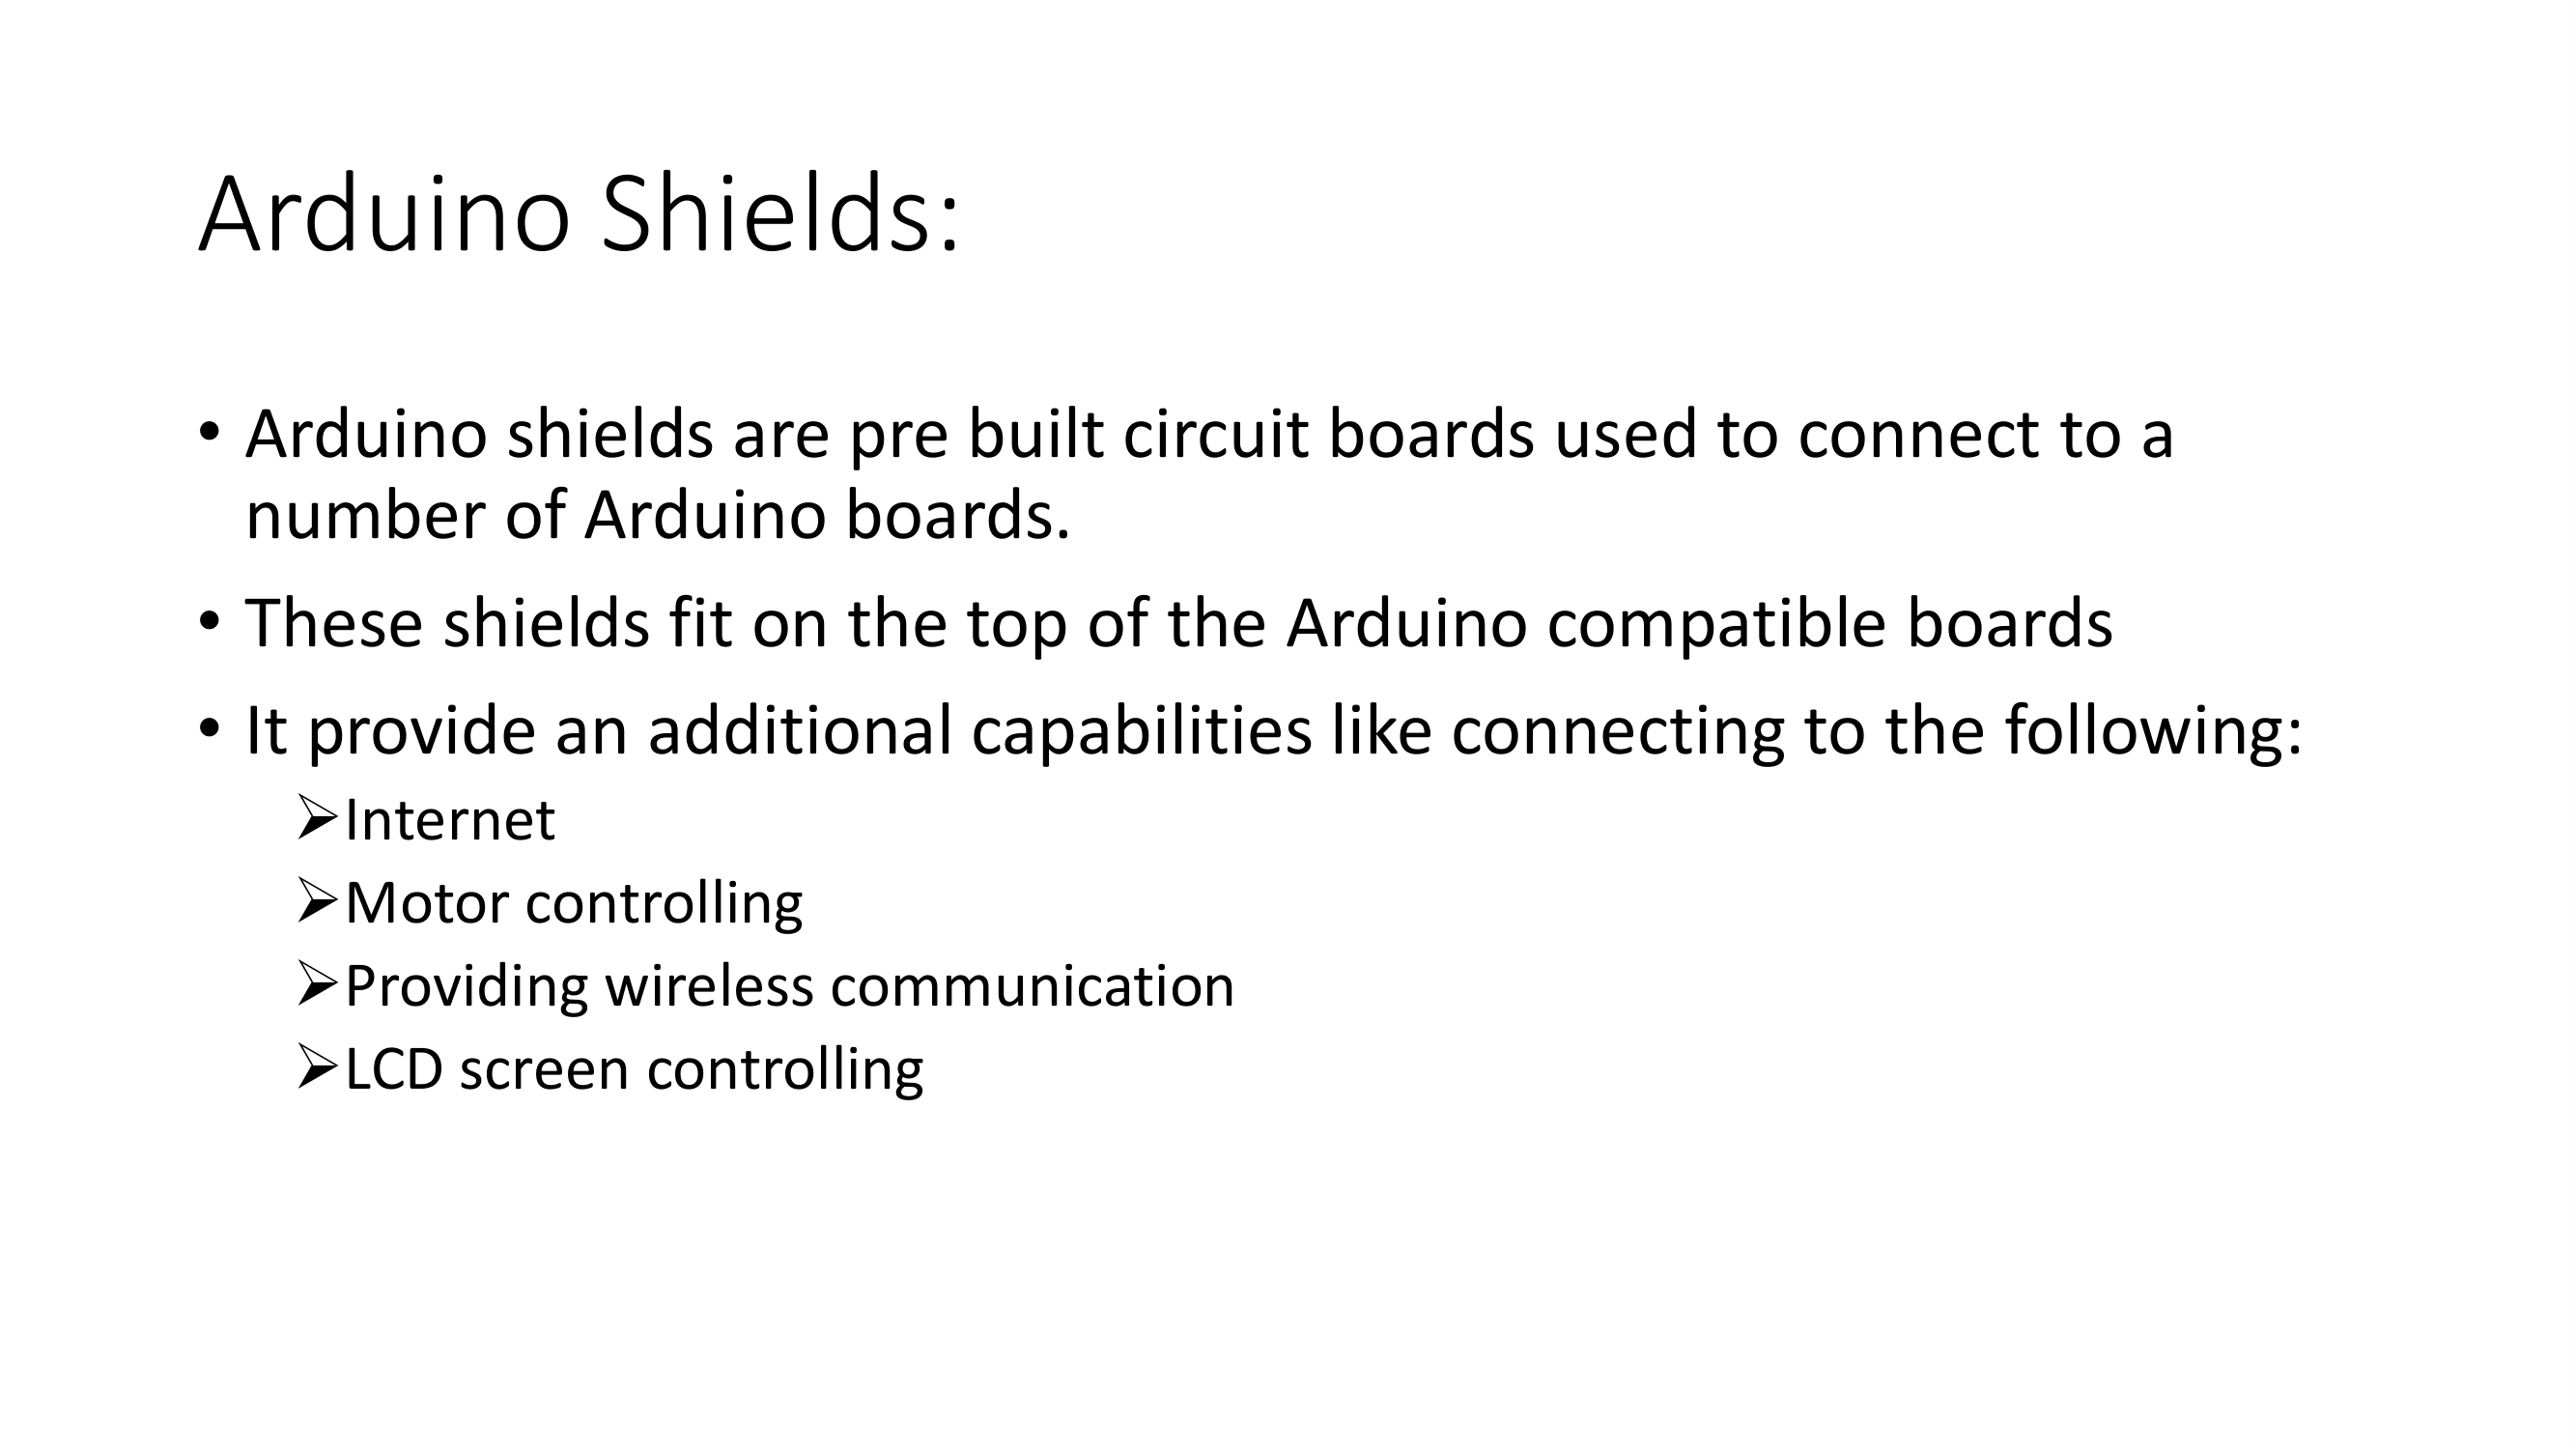 Arduino Shields:
• Arduino shields are pre built circuit boards used to connect to a
number of Arduino boards.
• These shields fit on the top of the Arduino compatible boards
• It provide an additional capabilities like connecting to the following:
➢Internet
➢Motor controlling
➢Providing wireless communication
➢LCD screen controlling